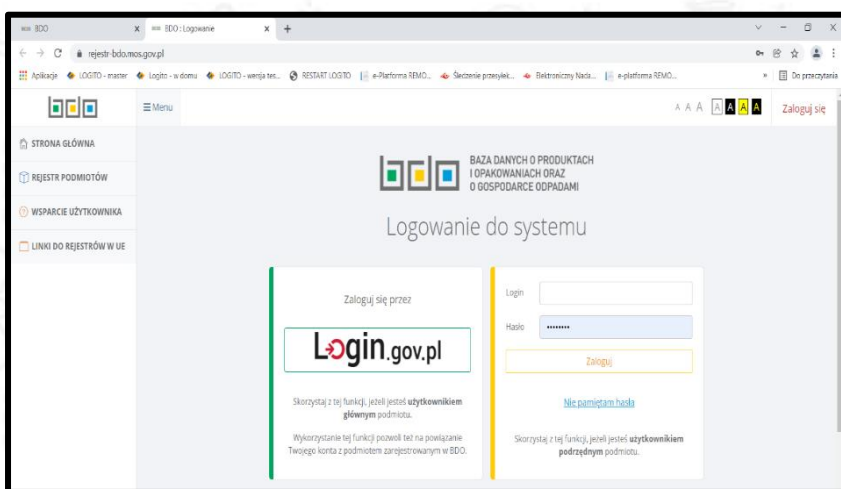 BDO
BDO : Logowanie
rejestr-bdo.mos.gov.pl
Aplikacje
LOGITO - master
Logito - w domu
LOGITO - wersja tes...
RESTART LOGITO
e-Platforma REMO...
Śledzenie przesyłek...
Elektroniczny Nada...
e-platforma REMO...
»
Do przeczytania
bdo
Menu
A A A A A A A
Zaloguj się
STRONA GŁÓWNA
REJESTR PODMIOTÓW
WSPARCIE UŻYTKOWNIKA
LINKI DO REJESTRÓW W UE
bdo
BAZA DANYCH O PRODUKTACH
I OPAKOWANIACH ORAZ
O GOSPODARCE ODPADAMI
Logowanie do systemu
Zaloguj się przez
Login.gov.pl
Skorzystaj z tej funkcji, jeżeli jesteś użytkownikiem
głównym podmiotu.
Wykorzystanie tej funkcji pozwoli też na powiązanie
Twojego konta z podmiotem zarejestrowanym w BDO.
Login
Hasło
••••••••
Zaloguj
Nie pamiętam hasła
Skorzystaj z tej funkcji, jeżeli jesteś użytkownikiem
podrzędnym podmiotu.